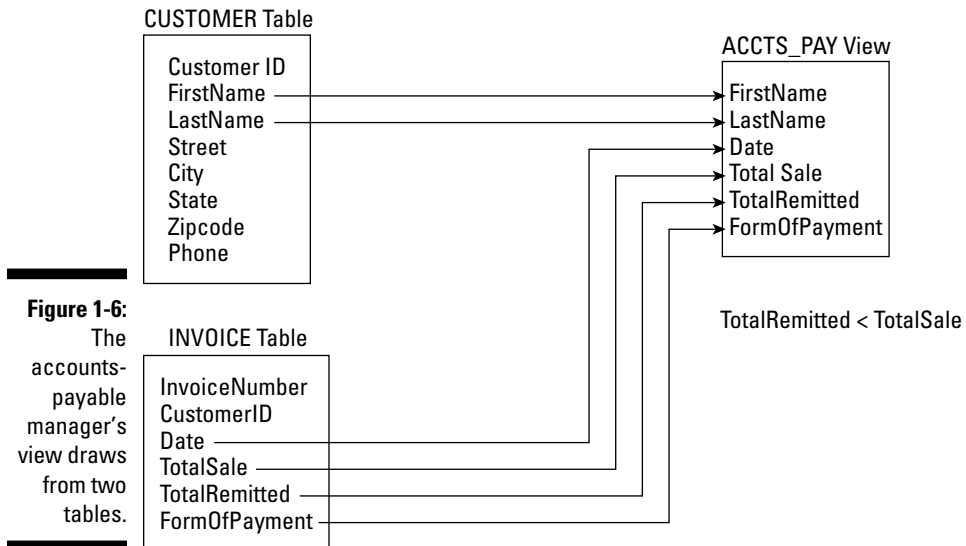 CUSTOMER Table
Customer ID
FirstName
LastName
Street
City
State
Zipcode
Phone
ACCTS_PAY View
FirstName
LastName
Date
Total Sale
TotalRemitted
FormOfPayment
TotalRemitted < TotalSale
Figure 1-6:
The
accounts-
payable
manager’s
view draws
from two
tables.
INVOICE Table
InvoiceNumber
CustomerID
Date
TotalSale
TotalRemitted
FormOfPayment